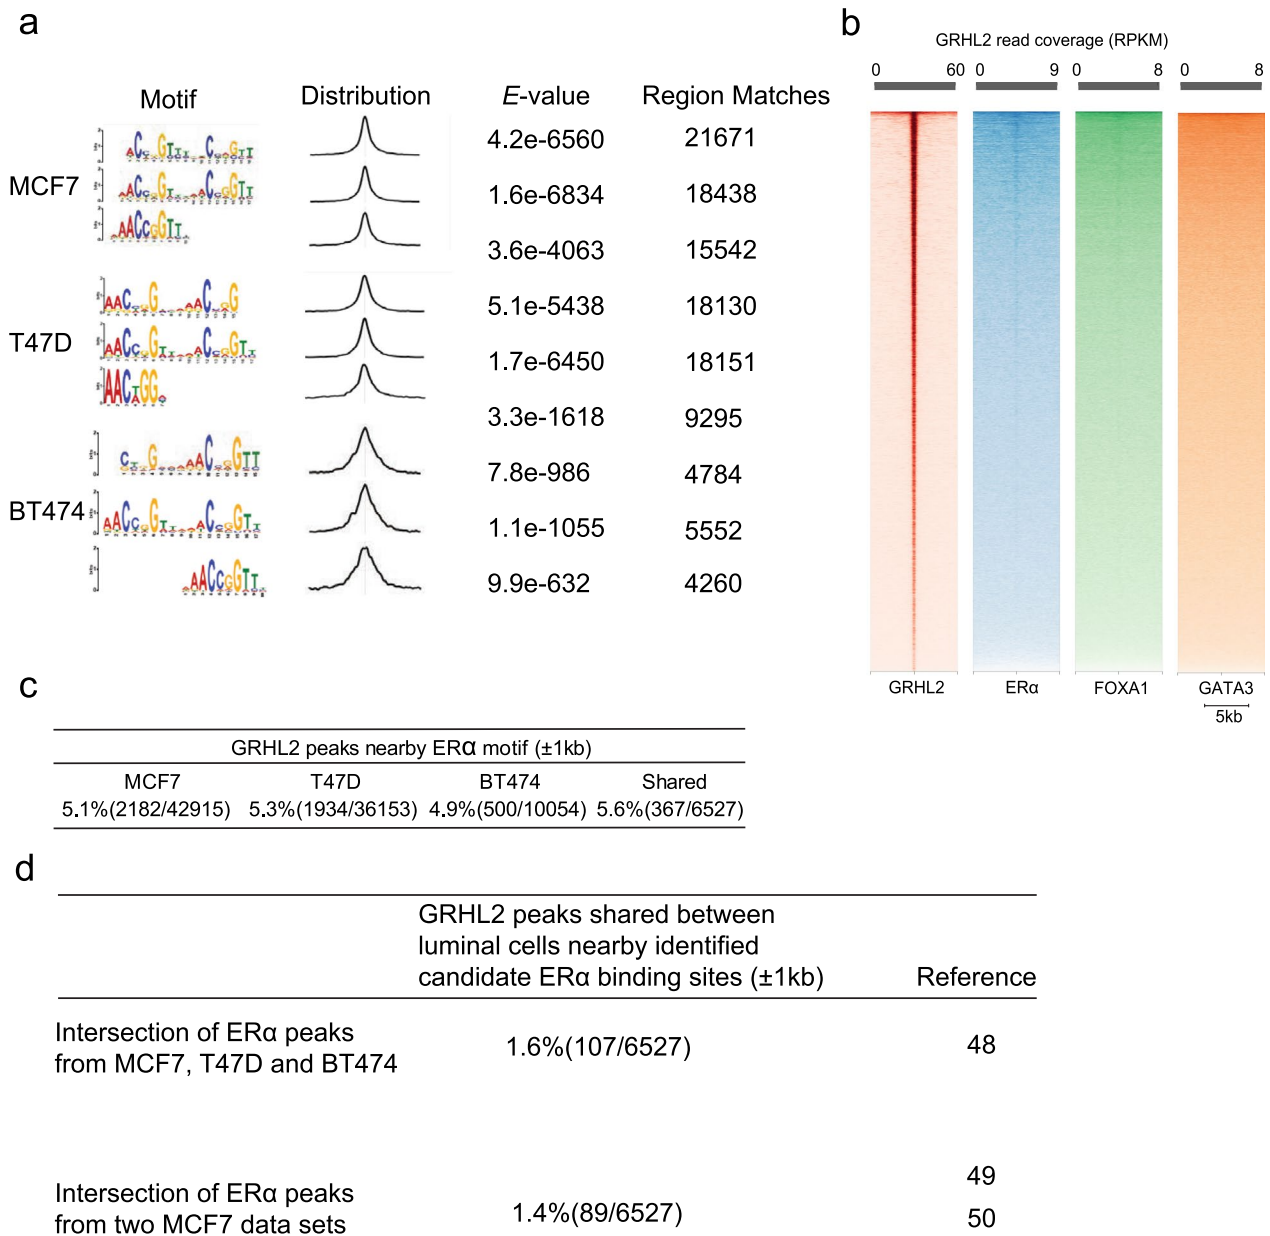 a
Motif Distribution E-value Region Matches
MCF7
4.2e-6560 21671
1.6e-6834 18438
3.6e-4063 15542
T47D
5.1e-5438 18130
1.7e-6450 18151
3.3e-1618 9295
BT474
7.8e-986 4784
1.1e-1055 5552
9.9e-632 4260
b
GRHL2 read coverage (RPKM)
0 60 0 9 0 8 0 8
GRHL2 ERα FOXA1 GATA3
5kb
c
GRHL2 peaks nearby ERα motif (±1kb)
MCF7 T47D BT474 Shared
5.1%(2182/42915) 5.3%(1934/36153) 4.9%(500/10054) 5.6%(367/6527)
d
GRHL2 peaks shared between
luminal cells nearby identified
candidate ERα binding sites (±1kb) Reference
Intersection of ERα peaks
from MCF7, T47D and BT474
1.6%(107/6527) 48
Intersection of ERα peaks
from two MCF7 data sets
1.4%(89/6527)
49
50